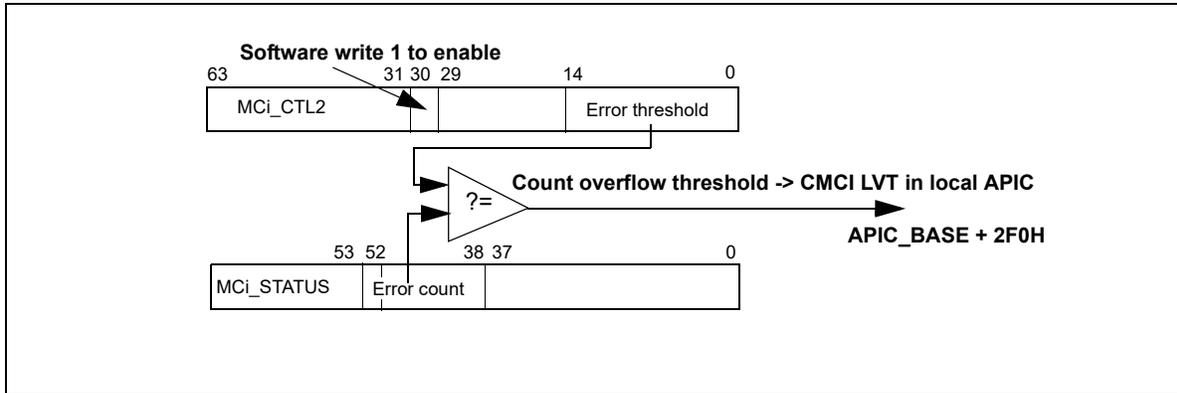 Software write 1 to enable
63 31 30 29 14 0
MCi_CTL2 Error threshold
?=
Count overflow threshold -> CMCI LVT in local APIC
APIC_BASE + 2F0H
53 52 38 37 0
MCi_STATUS Error count